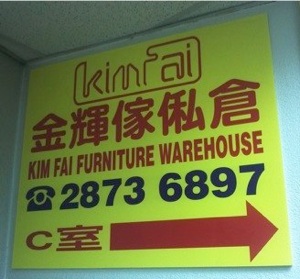 kimfai
金輝傢俬倉
KIM FAI FURNITURE WAREHOUSE
☎2873 6897
C室